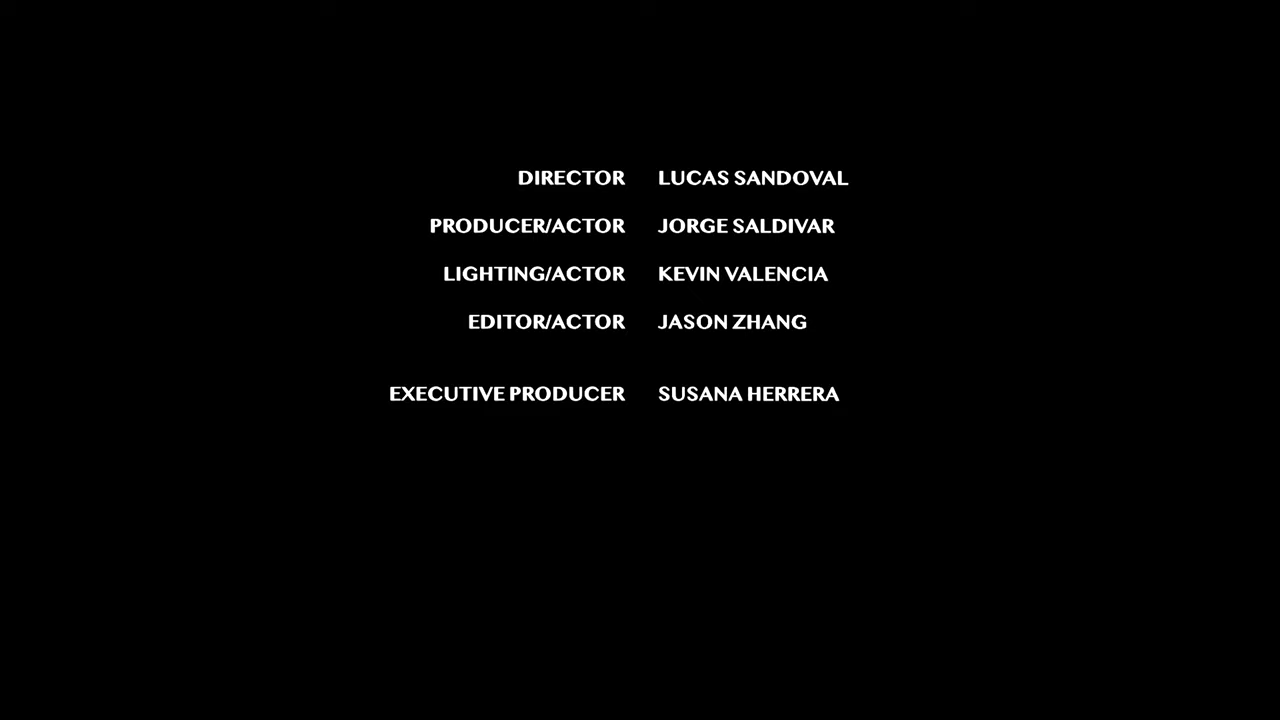 DIRECTOR LUCAS SANDOVAL
PRODUCER/ACTOR JORGE SALDIVAR
LIGHTING/ACTOR KEVIN VALENCIA
EDITOR/ACTOR JASON ZHANG
EXECUTIVE PRODUCER SUSANA HERRERA